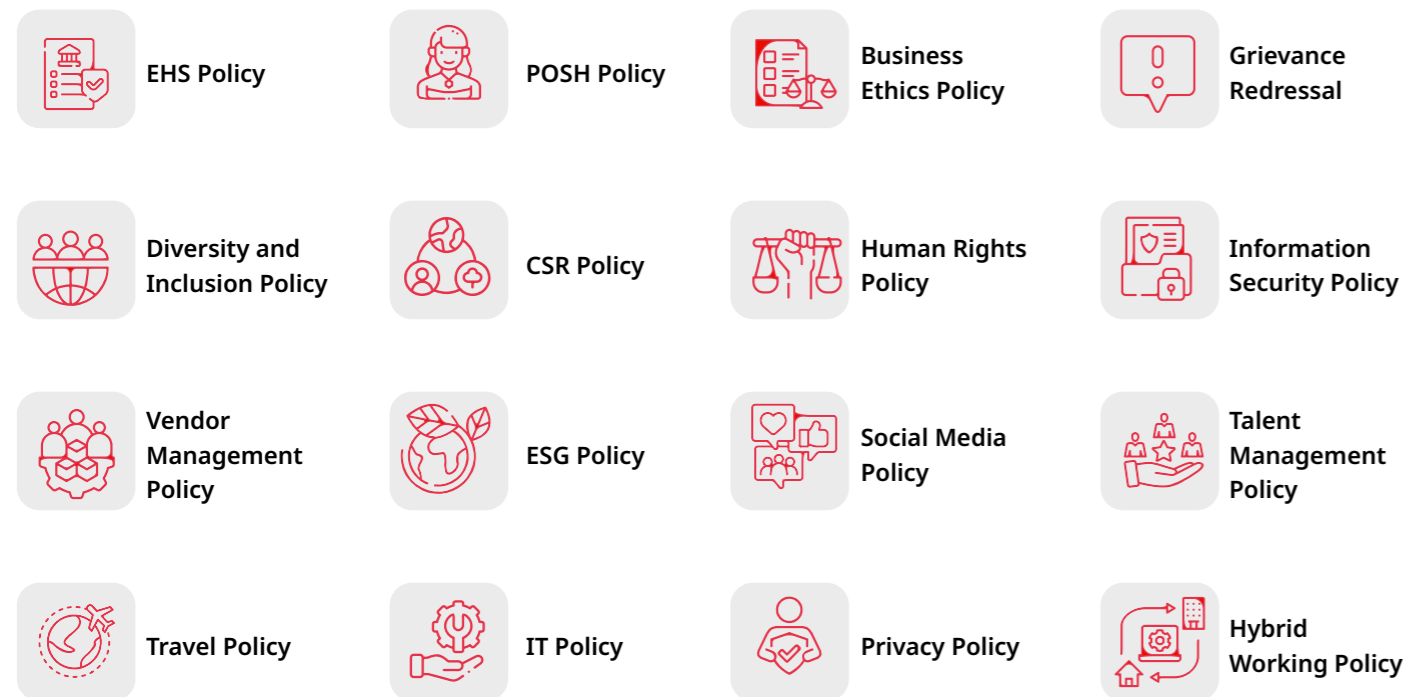 EHS Policy
POSH Policy
Business
Ethics Policy
Grievance
Redressal
Diversity and
Inclusion Policy
CSR Policy
Human Rights
Policy
Information
Security Policy
Vendor
Management
Policy
ESG Policy
Social Media
Policy
Talent
Management
Policy
Travel Policy
IT Policy
Privacy Policy
Hybrid
Working Policy